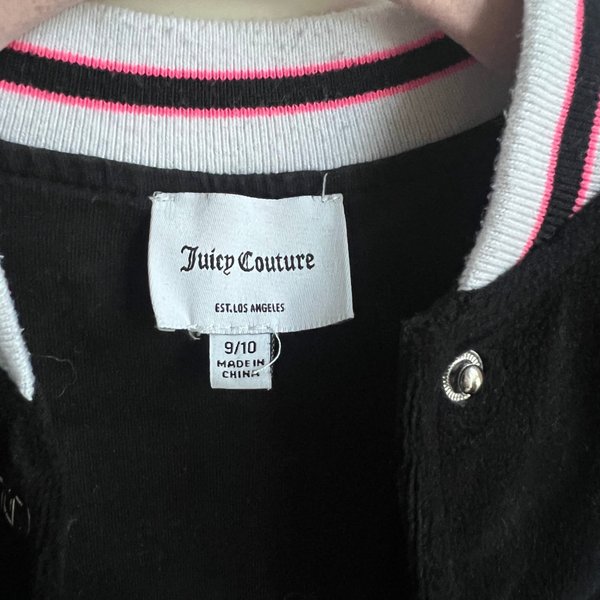 Juicy Couture
EST. LOS ANGELES
9/10
MADE IN
CHINA